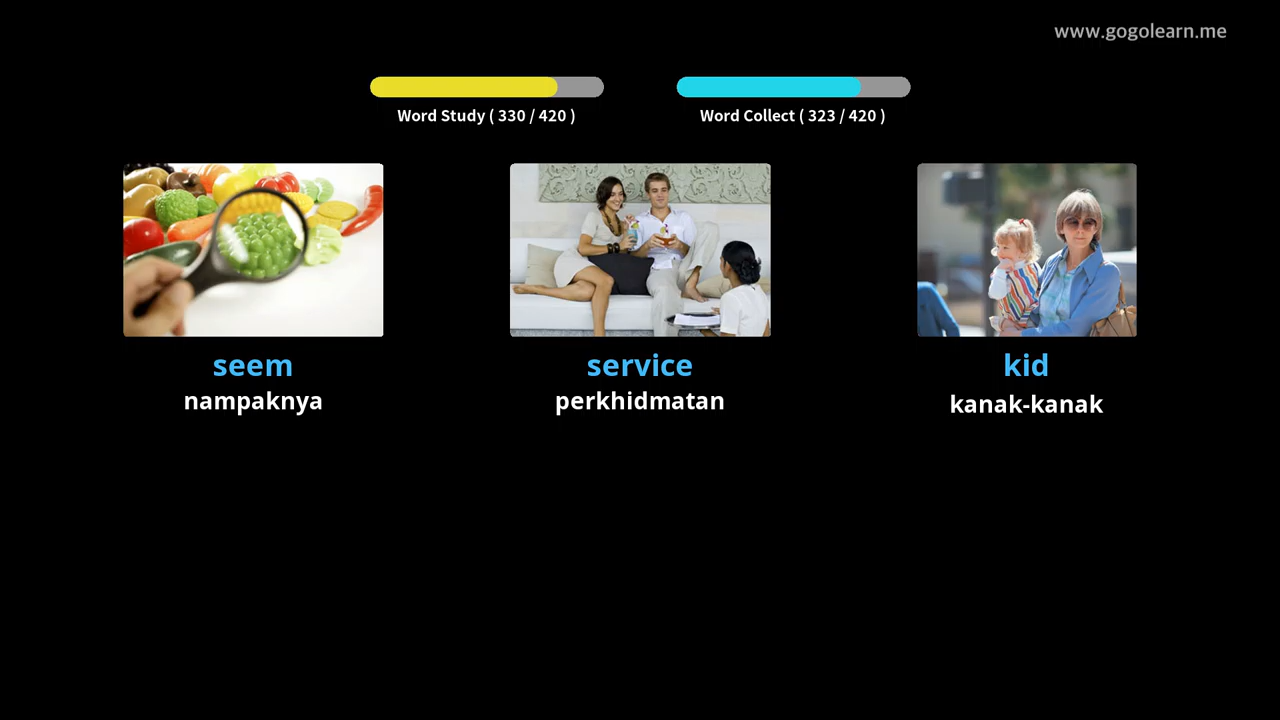 www.gogolearn.me
Word Study ( 330 / 420 )
Word Collect ( 323 / 420 )
seem
nampaknya
service
perkhidmatan
kid
kanak-kanak